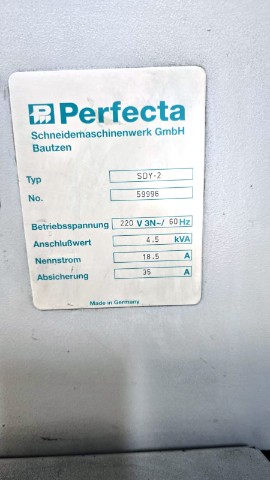 Perfecta
Schneidemaschinenwerk GmbH
Bautzen
Typ SDY-2
No. 59996
Betriebsspannung 220 V 3N~/ 60 Hz
Anschlußwert 4.5 kVA
Nennstrom 18.5 A
Absicherung 35 A
Made in Germany